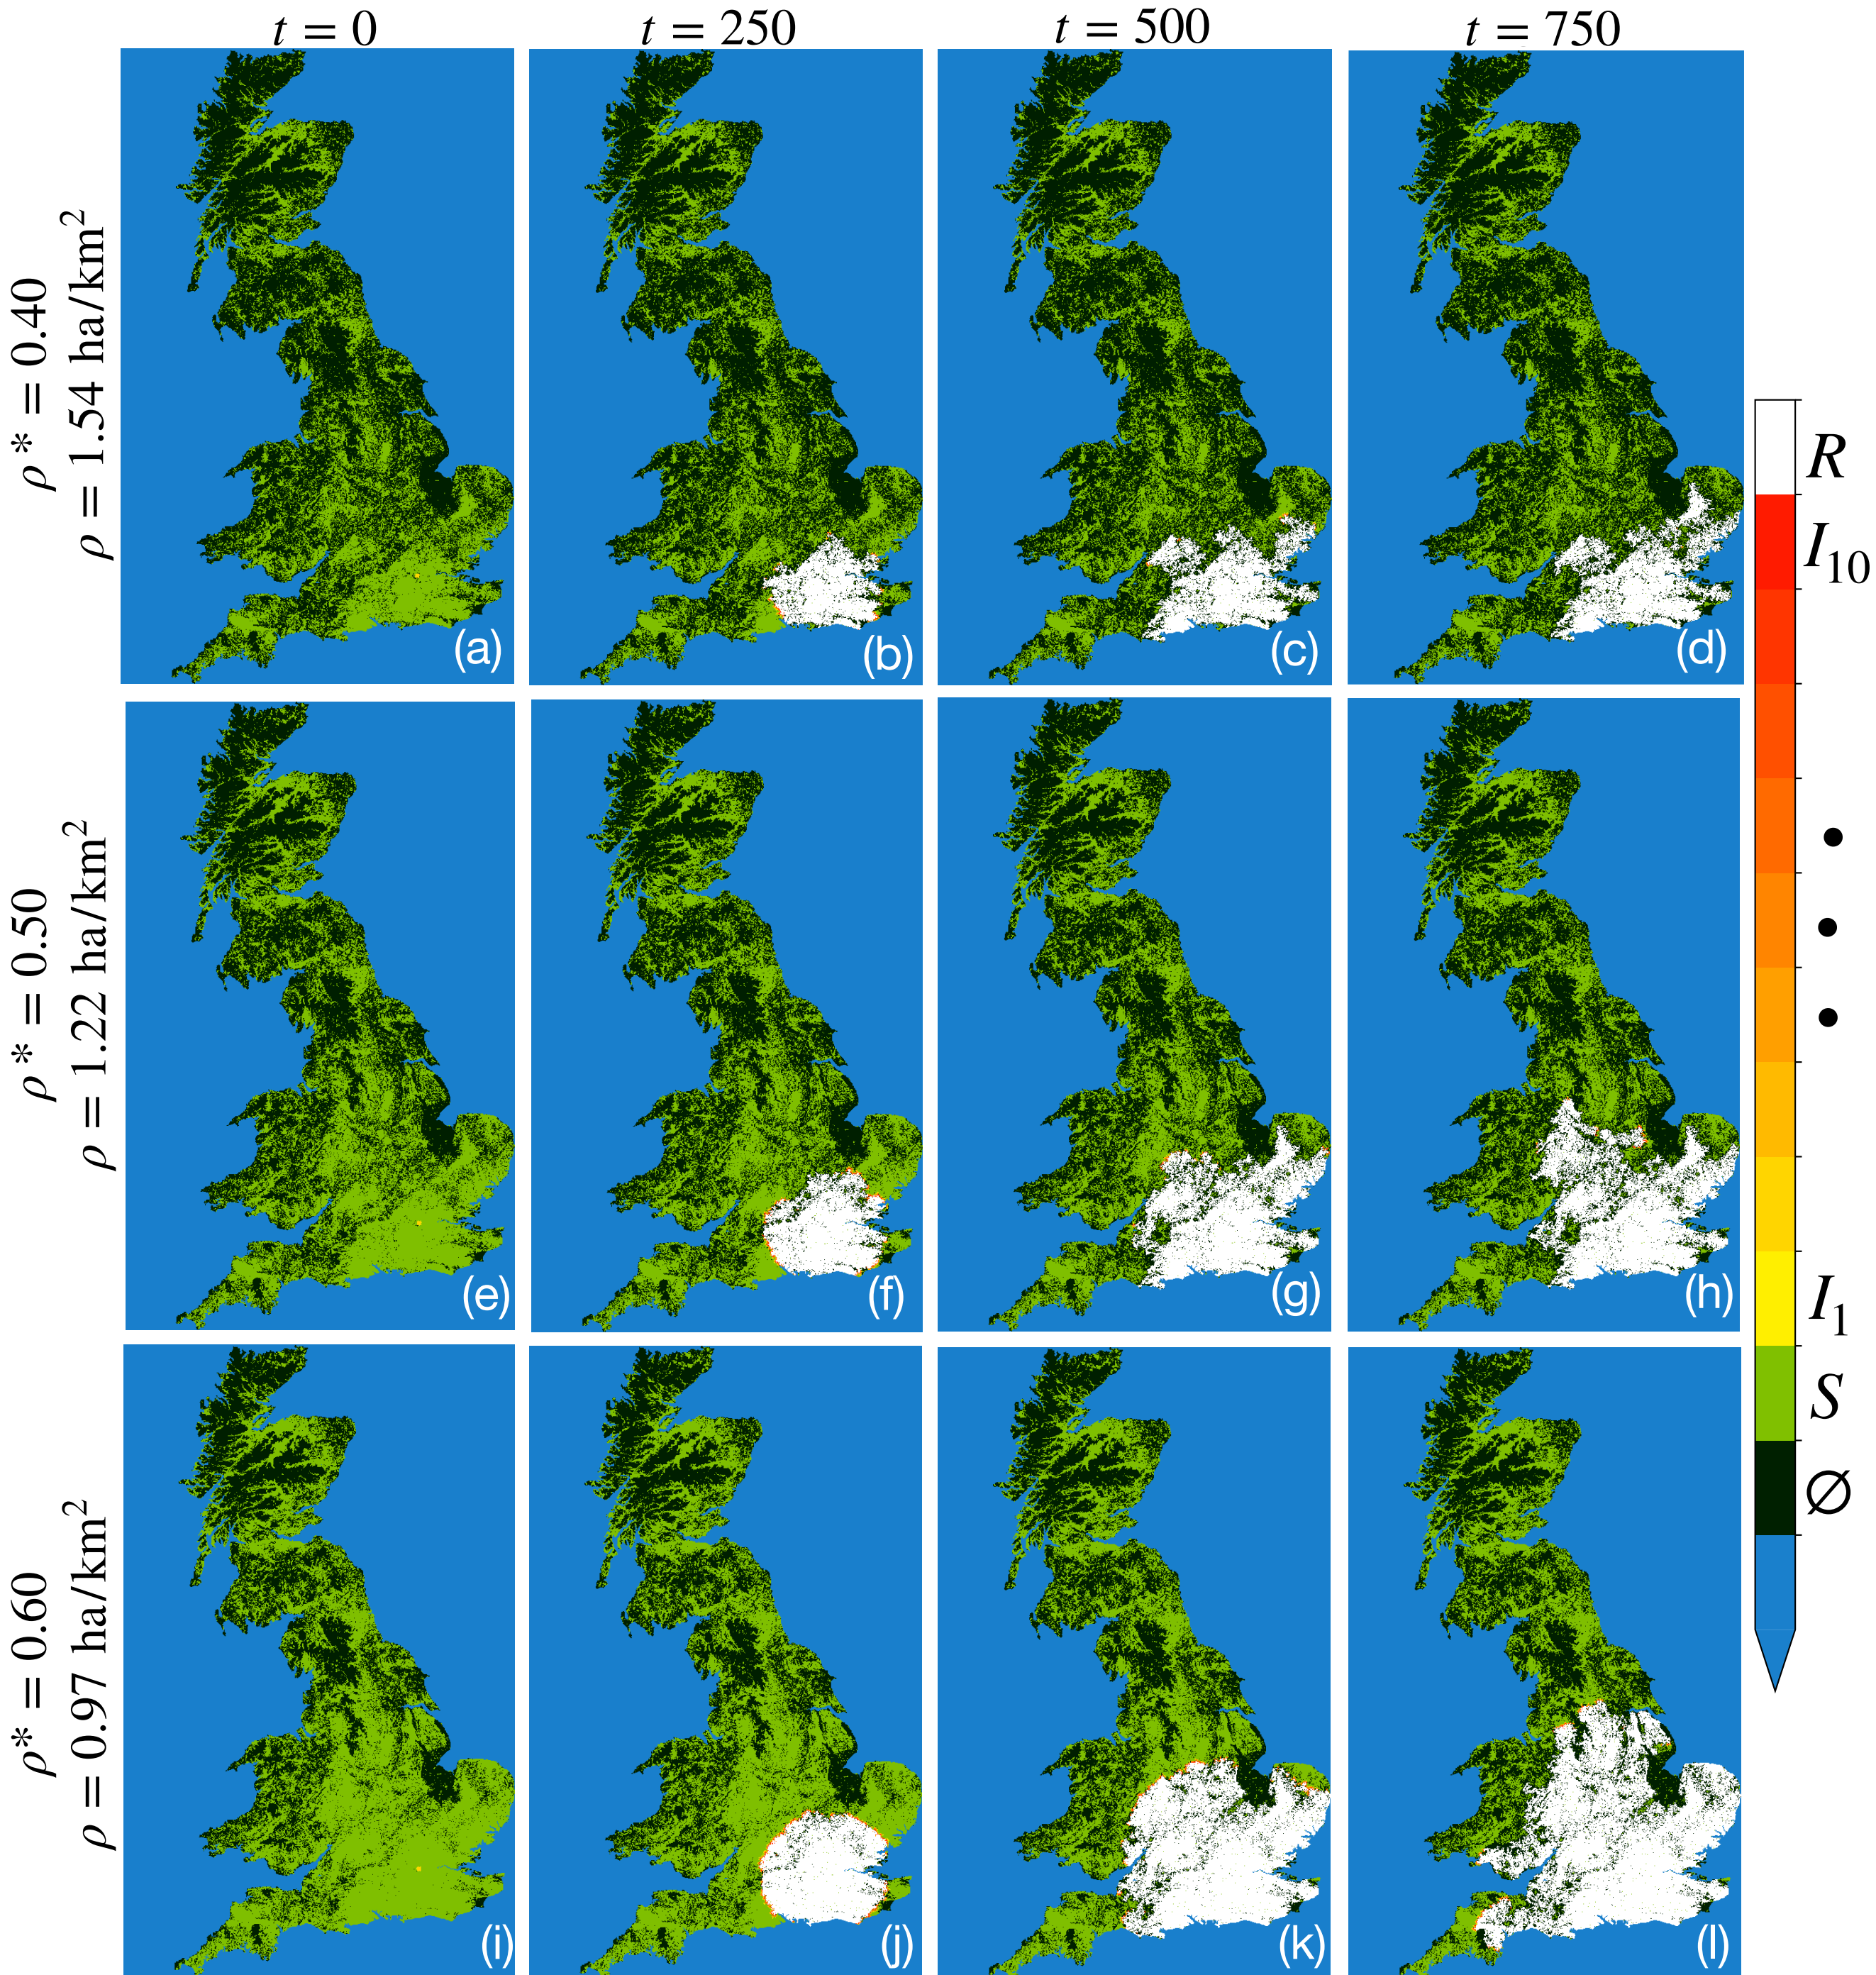 t = 0
t = 250
t = 500
t = 750
ρ* = 0.40
ρ = 1.54 ha/km²
(a)
(b)
(c)
(d)
ρ* = 0.50
ρ = 1.22 ha/km²
(e)
(f)
(g)
(h)
ρ* = 0.60
ρ = 0.97 ha/km²
(i)
(j)
(k)
(l)
R
I₁₀
I₁
S
∅